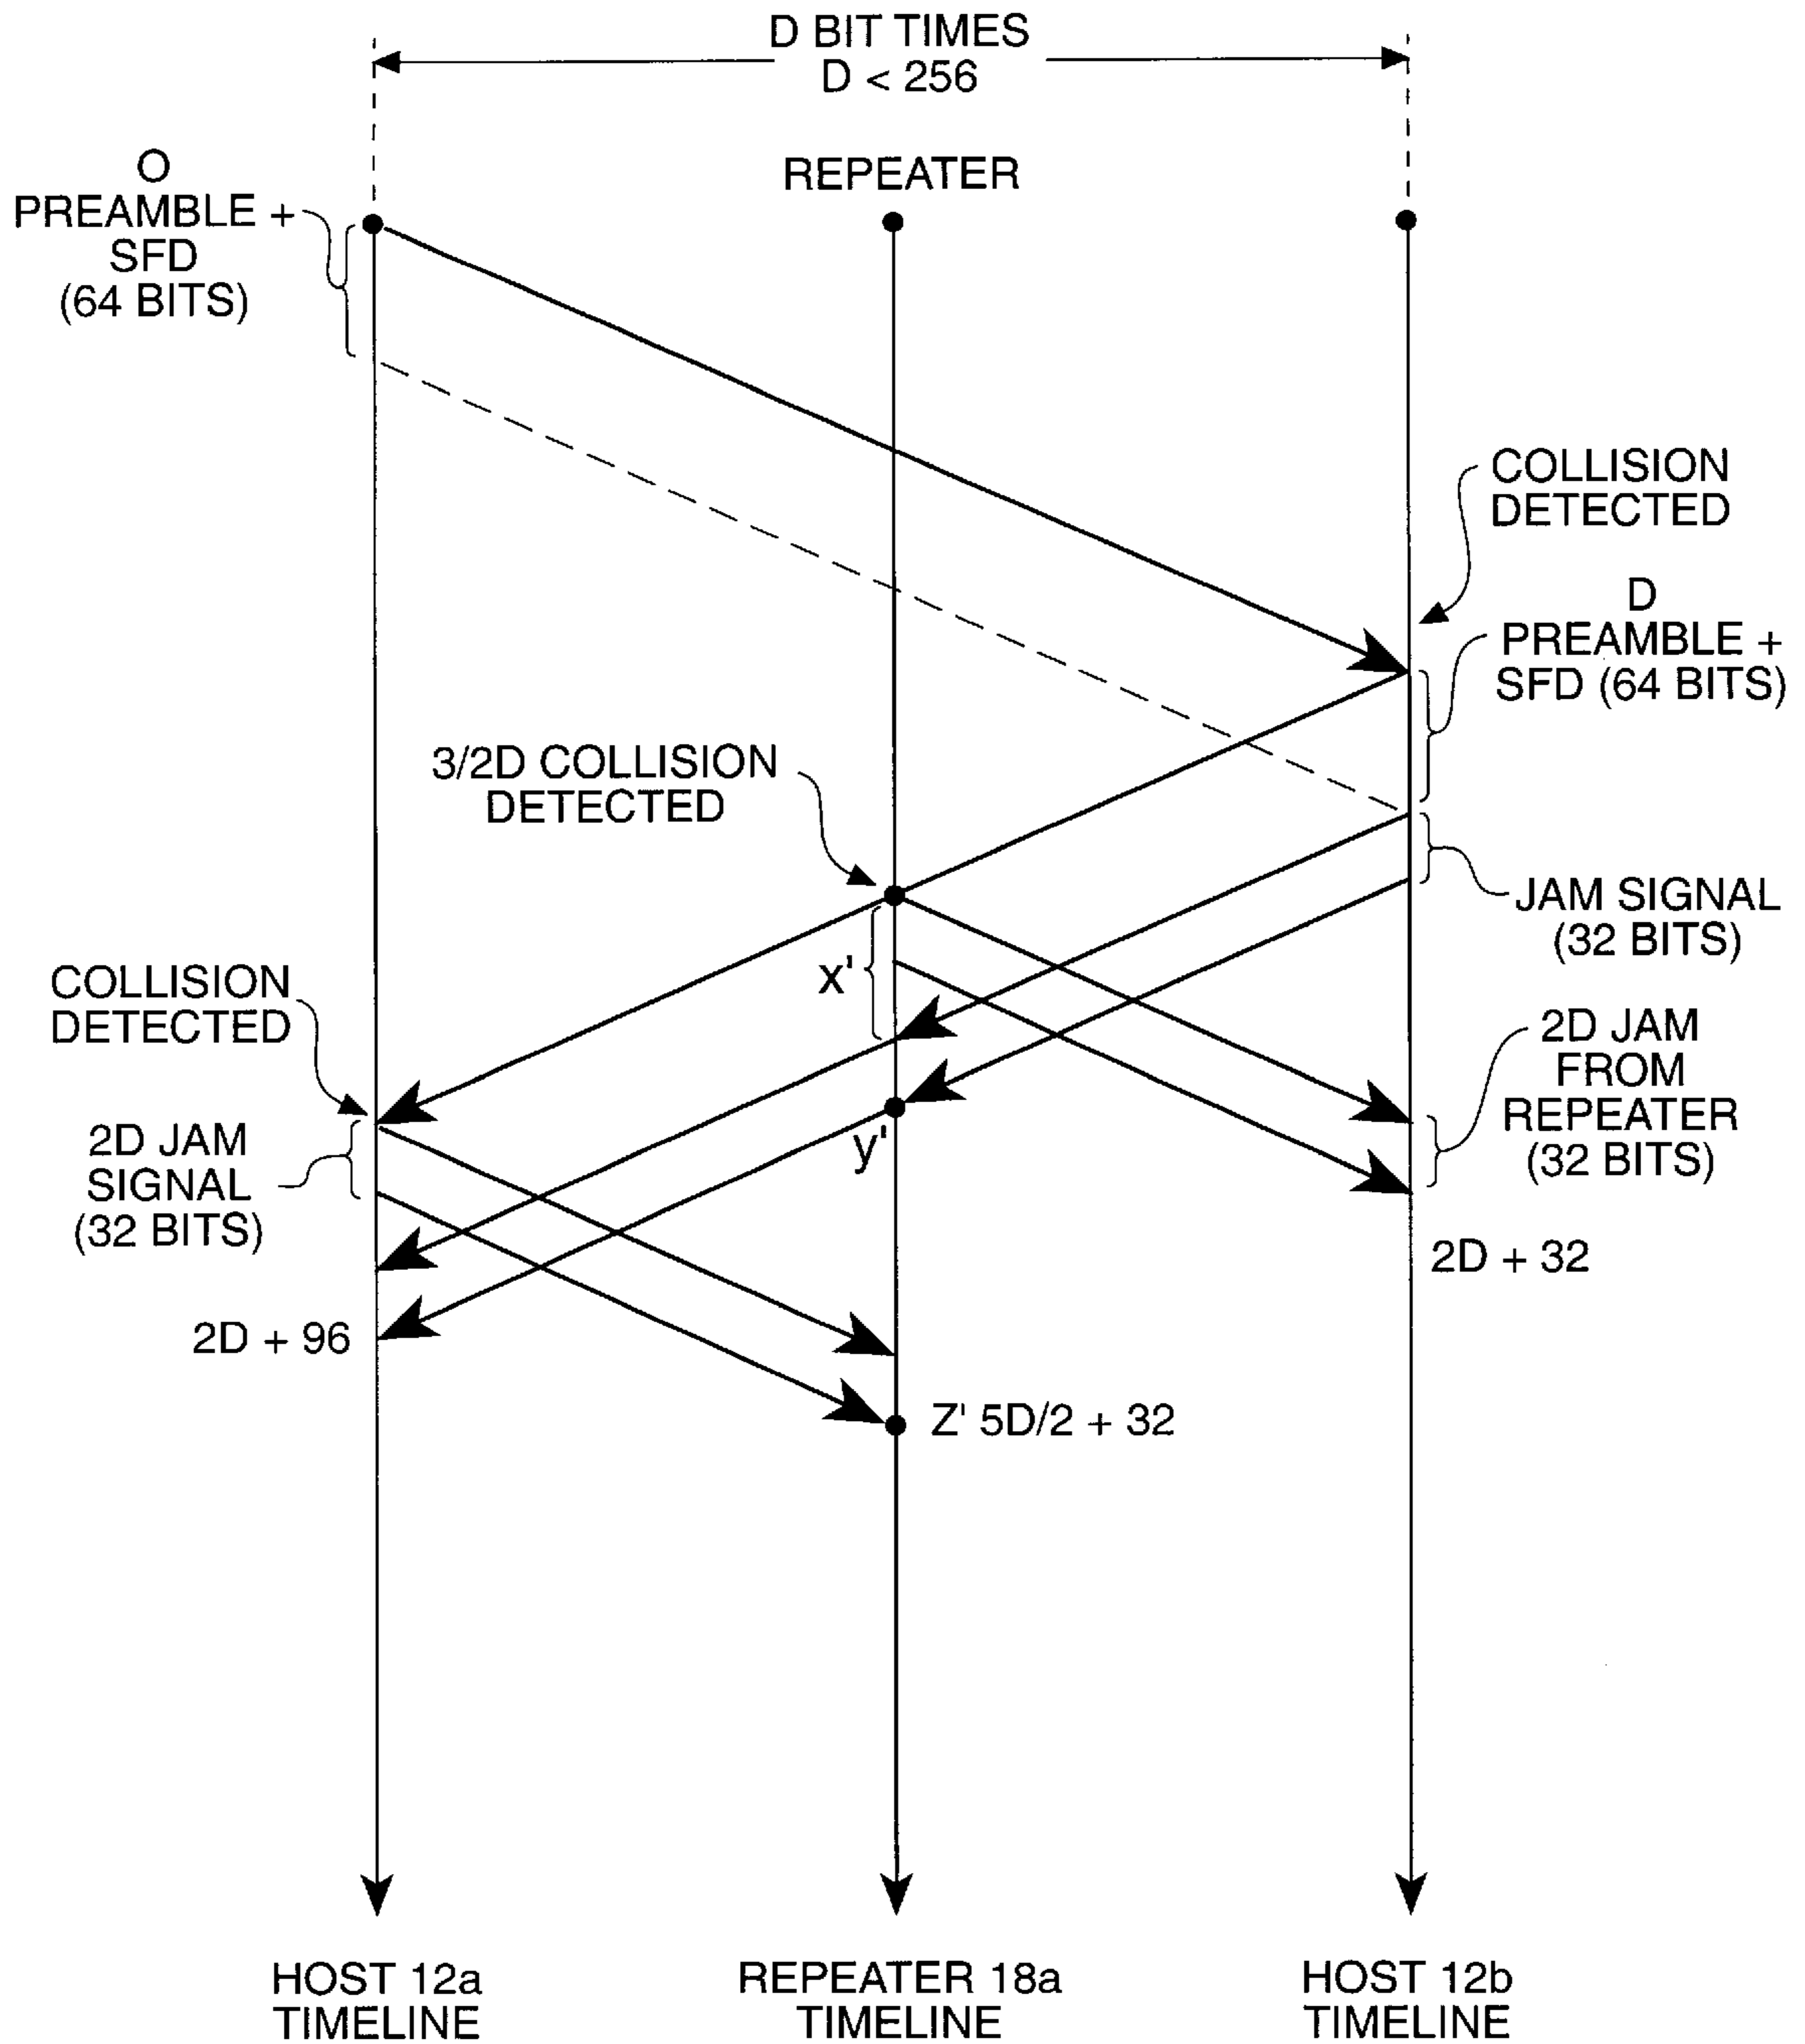 D BIT TIMES
D < 256
O
PREAMBLE +
SFD
(64 BITS)
REPEATER
COLLISION
DETECTED
D
PREAMBLE +
SFD (64 BITS)
3/2D COLLISION
DETECTED
JAM SIGNAL
(32 BITS)
x'
COLLISION
DETECTED
2D JAM
FROM
REPEATER
(32 BITS)
y'
2D JAM
SIGNAL
(32 BITS)
2D + 32
2D + 96
Z' 5D/2 + 32
HOST 12a
TIMELINE
REPEATER 18a
TIMELINE
HOST 12b
TIMELINE